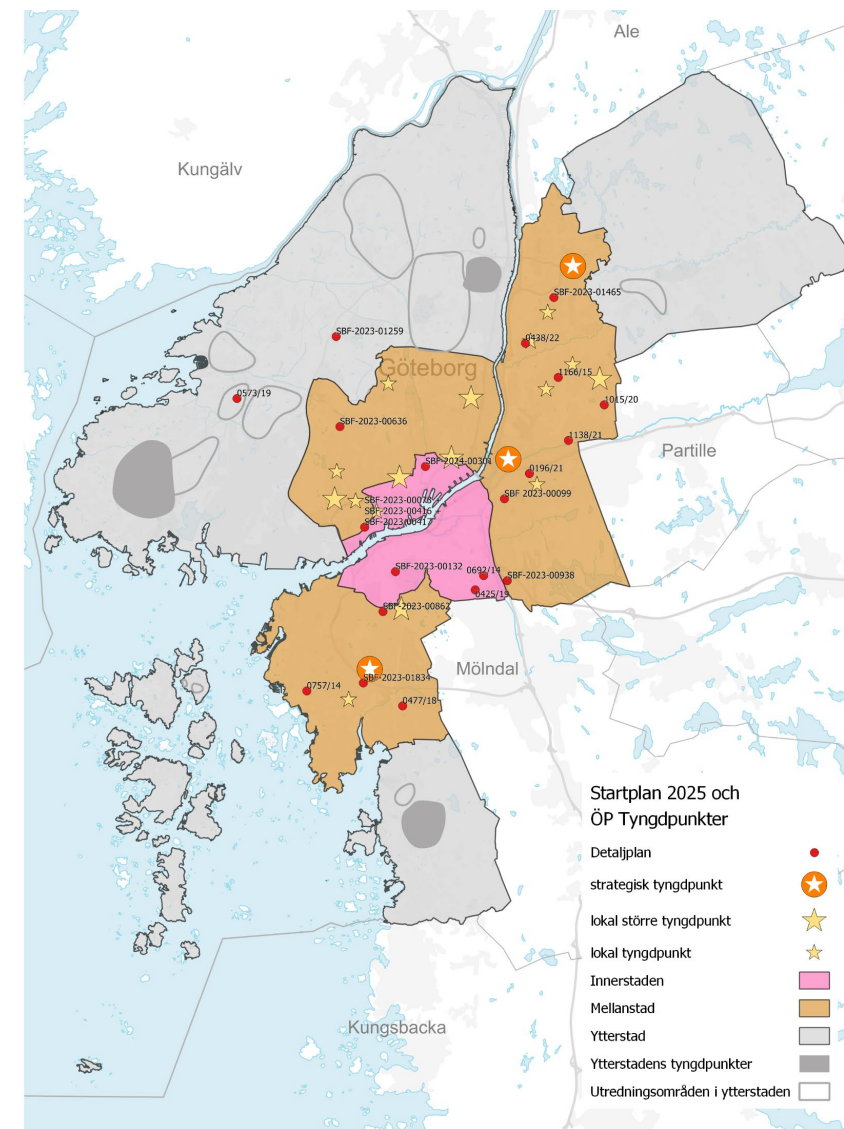 Ale
Kungälv
SBF-2023-01465
SBF-2023-01259
0438/22
Göteborg
1166/15
0573/19
1015/20
SBF-2023-00636
1138/21
Partille
SBF-2024-00301
0196/21
SBF-2023-00078
SBF 2023-00099
SBF-2023-00416
SBF-2023-00417
SBF-2023-00132
0692/14
SBF-2023-00938
0425/19
SBF-2023-00862
Mölndal
SBF-2023-01834
0757/14
0477/18
Kungsbacka
Startplan 2025 och
ÖP Tyngdpunkter
Detaljplan
strategisk tyngdpunkt
lokal större tyngdpunkt
lokal tyngdpunkt
Innerstaden
Mellanstad
Ytterstad
Ytterstadens tyngdpunkter
Utredningsområden i ytterstaden